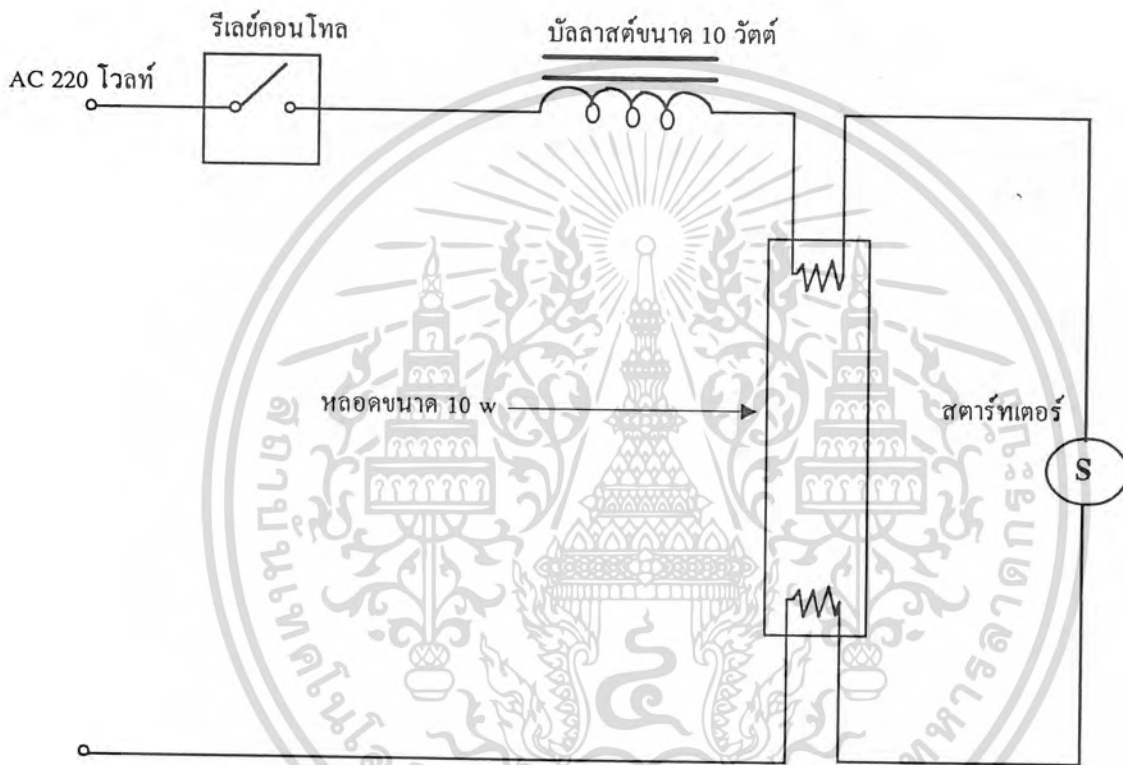 รีเลย์คอนโทล
บัลลาสต์ขนาด 10 วัตต์
AC 220 โวลท์
หลอดขนาด 10 w
สตาร์ทเตอร์
S